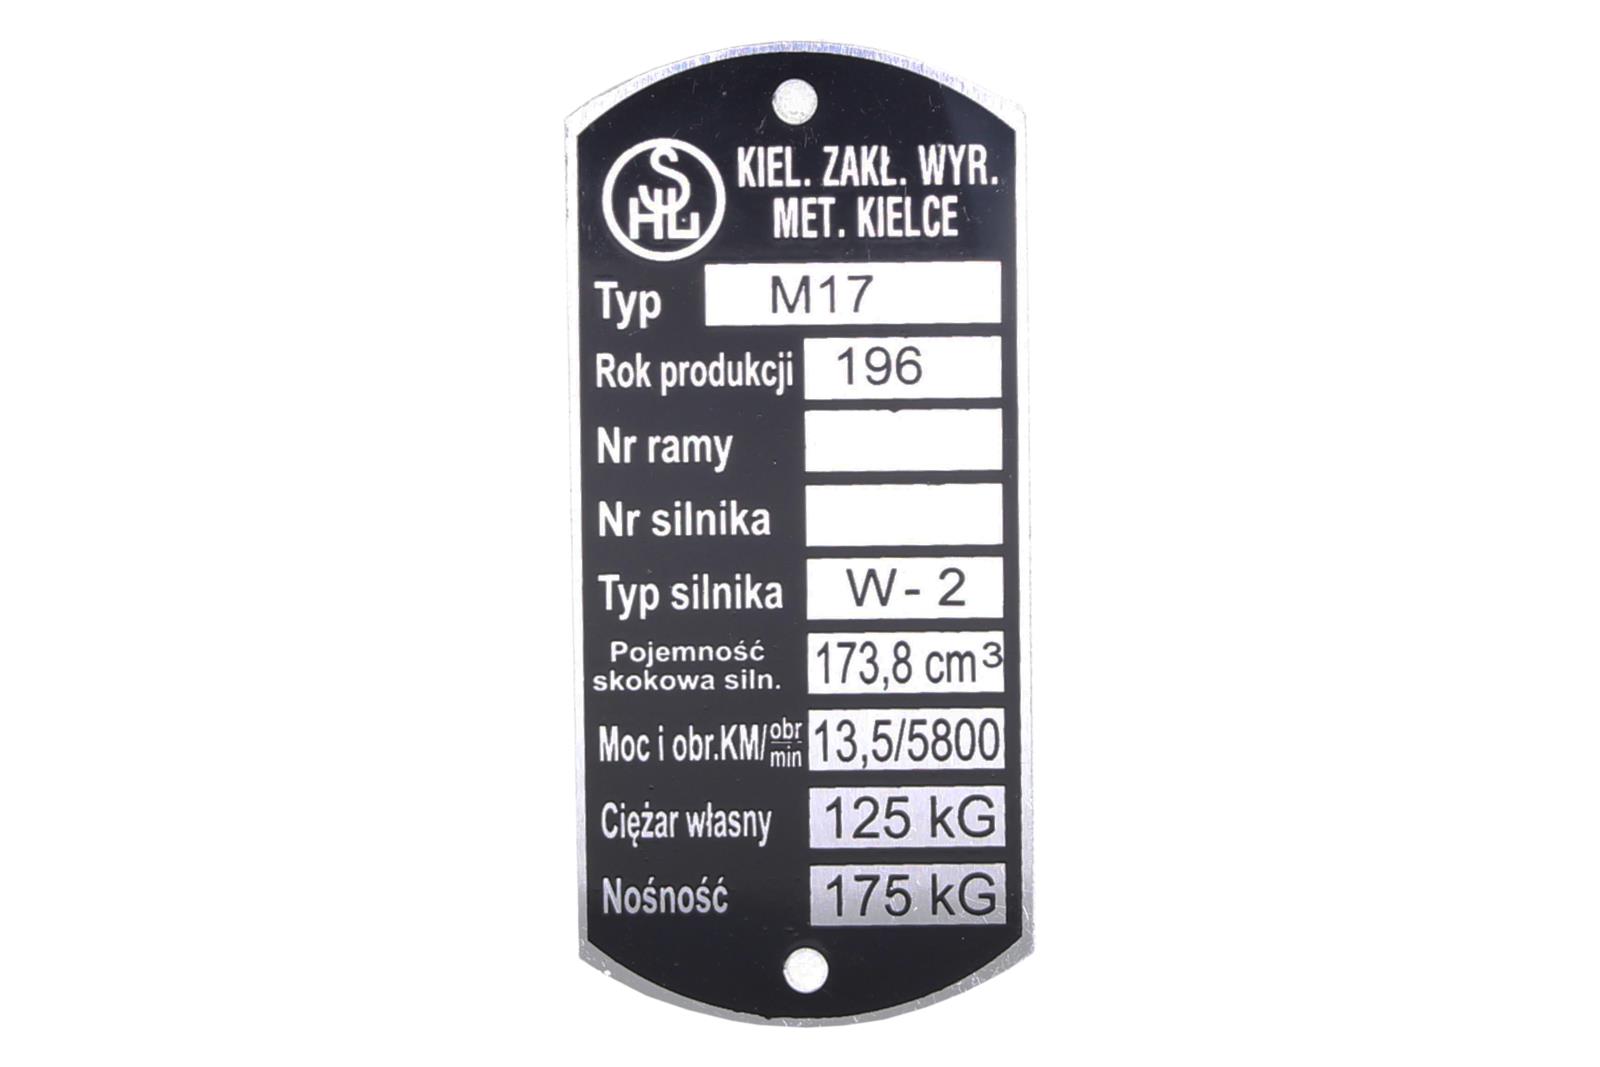 SHL
KIEL. ZAKŁ. WYR.
MET. KIELCE
Typ M17
Rok produkcji 196
Nr ramy
Nr silnika
Typ silnika W- 2
Pojemność
skokowa siln. 173,8 cm³
Moc i obr.KM/obr/min 13,5/5800
Ciężar własny 125 kG
Nośność 175 kG